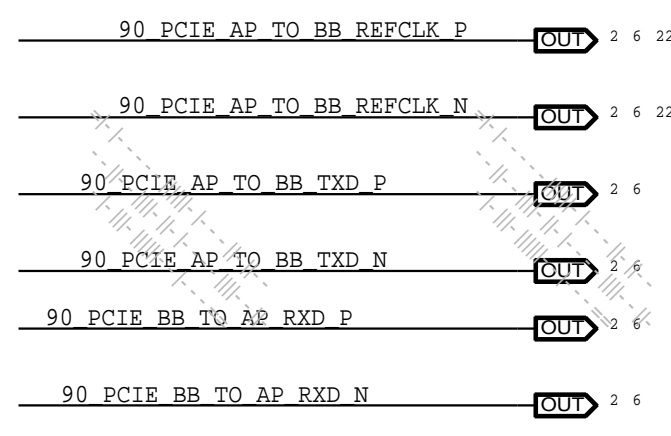 90_PCIE_AP_TO_BB_REFCLK_P OUT 2 6 22
90_PCIE_AP_TO_BB_REFCLK_N OUT 2 6 22
90_PCIE_AP_TO_BB_TXD_P OUT 2 6
90_PCIE_AP_TO_BB_TXD_N OUT 2 6
90_PCIE_BB_TO_AP_RXD_P OUT 2 6
90_PCIE_BB_TO_AP_RXD_N OUT 2 6